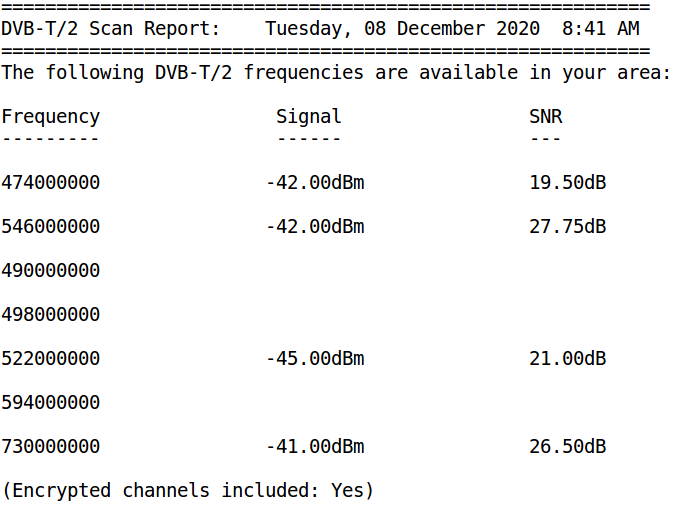 ===========================================================
DVB-T/2 Scan Report:    Tuesday, 08 December 2020  8:41 AM
===========================================================
The following DVB-T/2 frequencies are available in your area:
Frequency                Signal                 SNR
---------                ------                 ---
474000000               -42.00dBm               19.50dB
546000000               -42.00dBm               27.75dB
490000000
498000000
522000000               -45.00dBm               21.00dB
594000000
730000000               -41.00dBm               26.50dB
(Encrypted channels included: Yes)